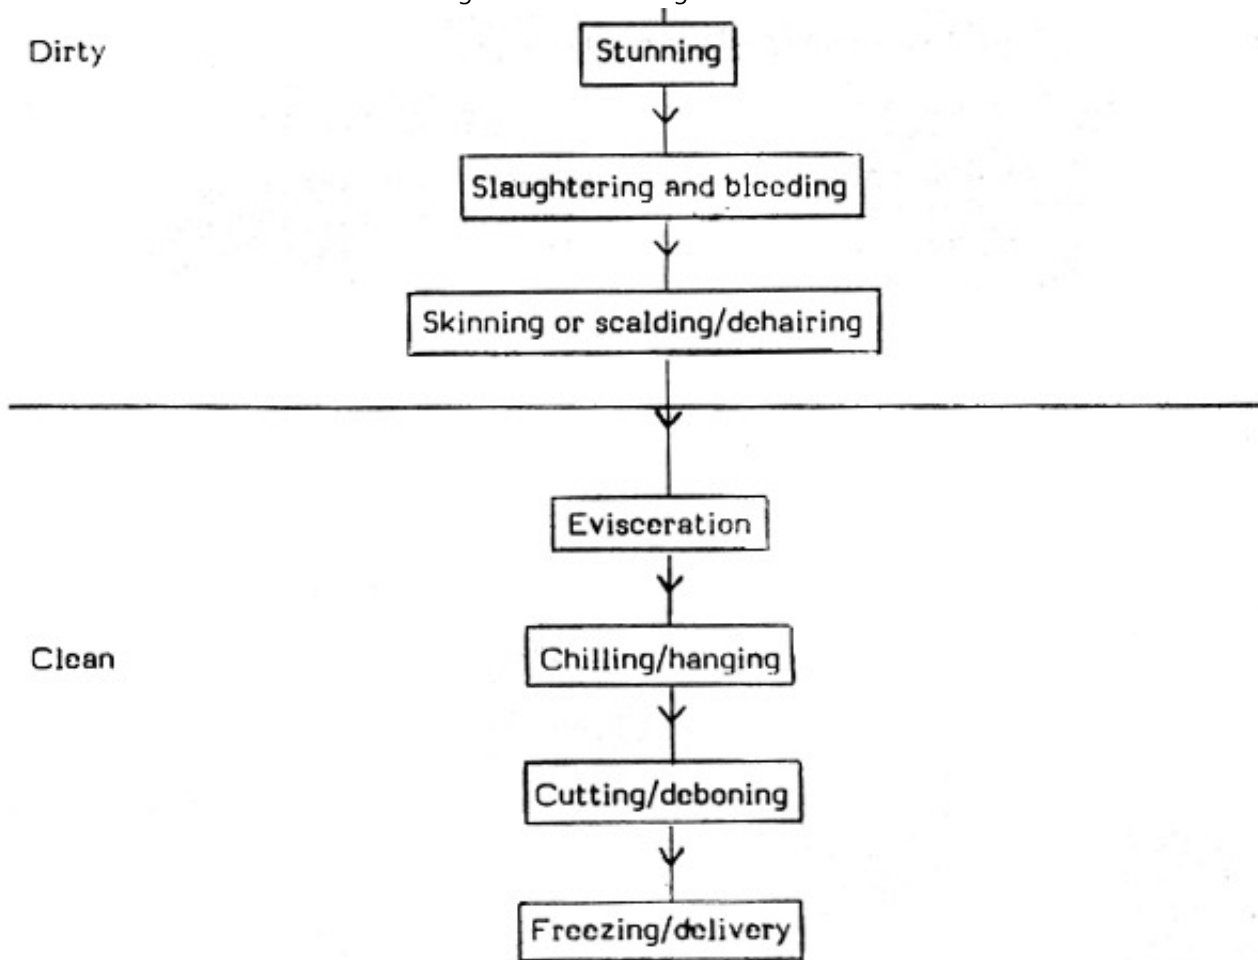 Dirty
Stunning
Slaughtering and bleeding
Skinning or scalding/dehairing
Evisceration
Clean
Chilling/hanging
Cutting/deboning
Freezing/delivery